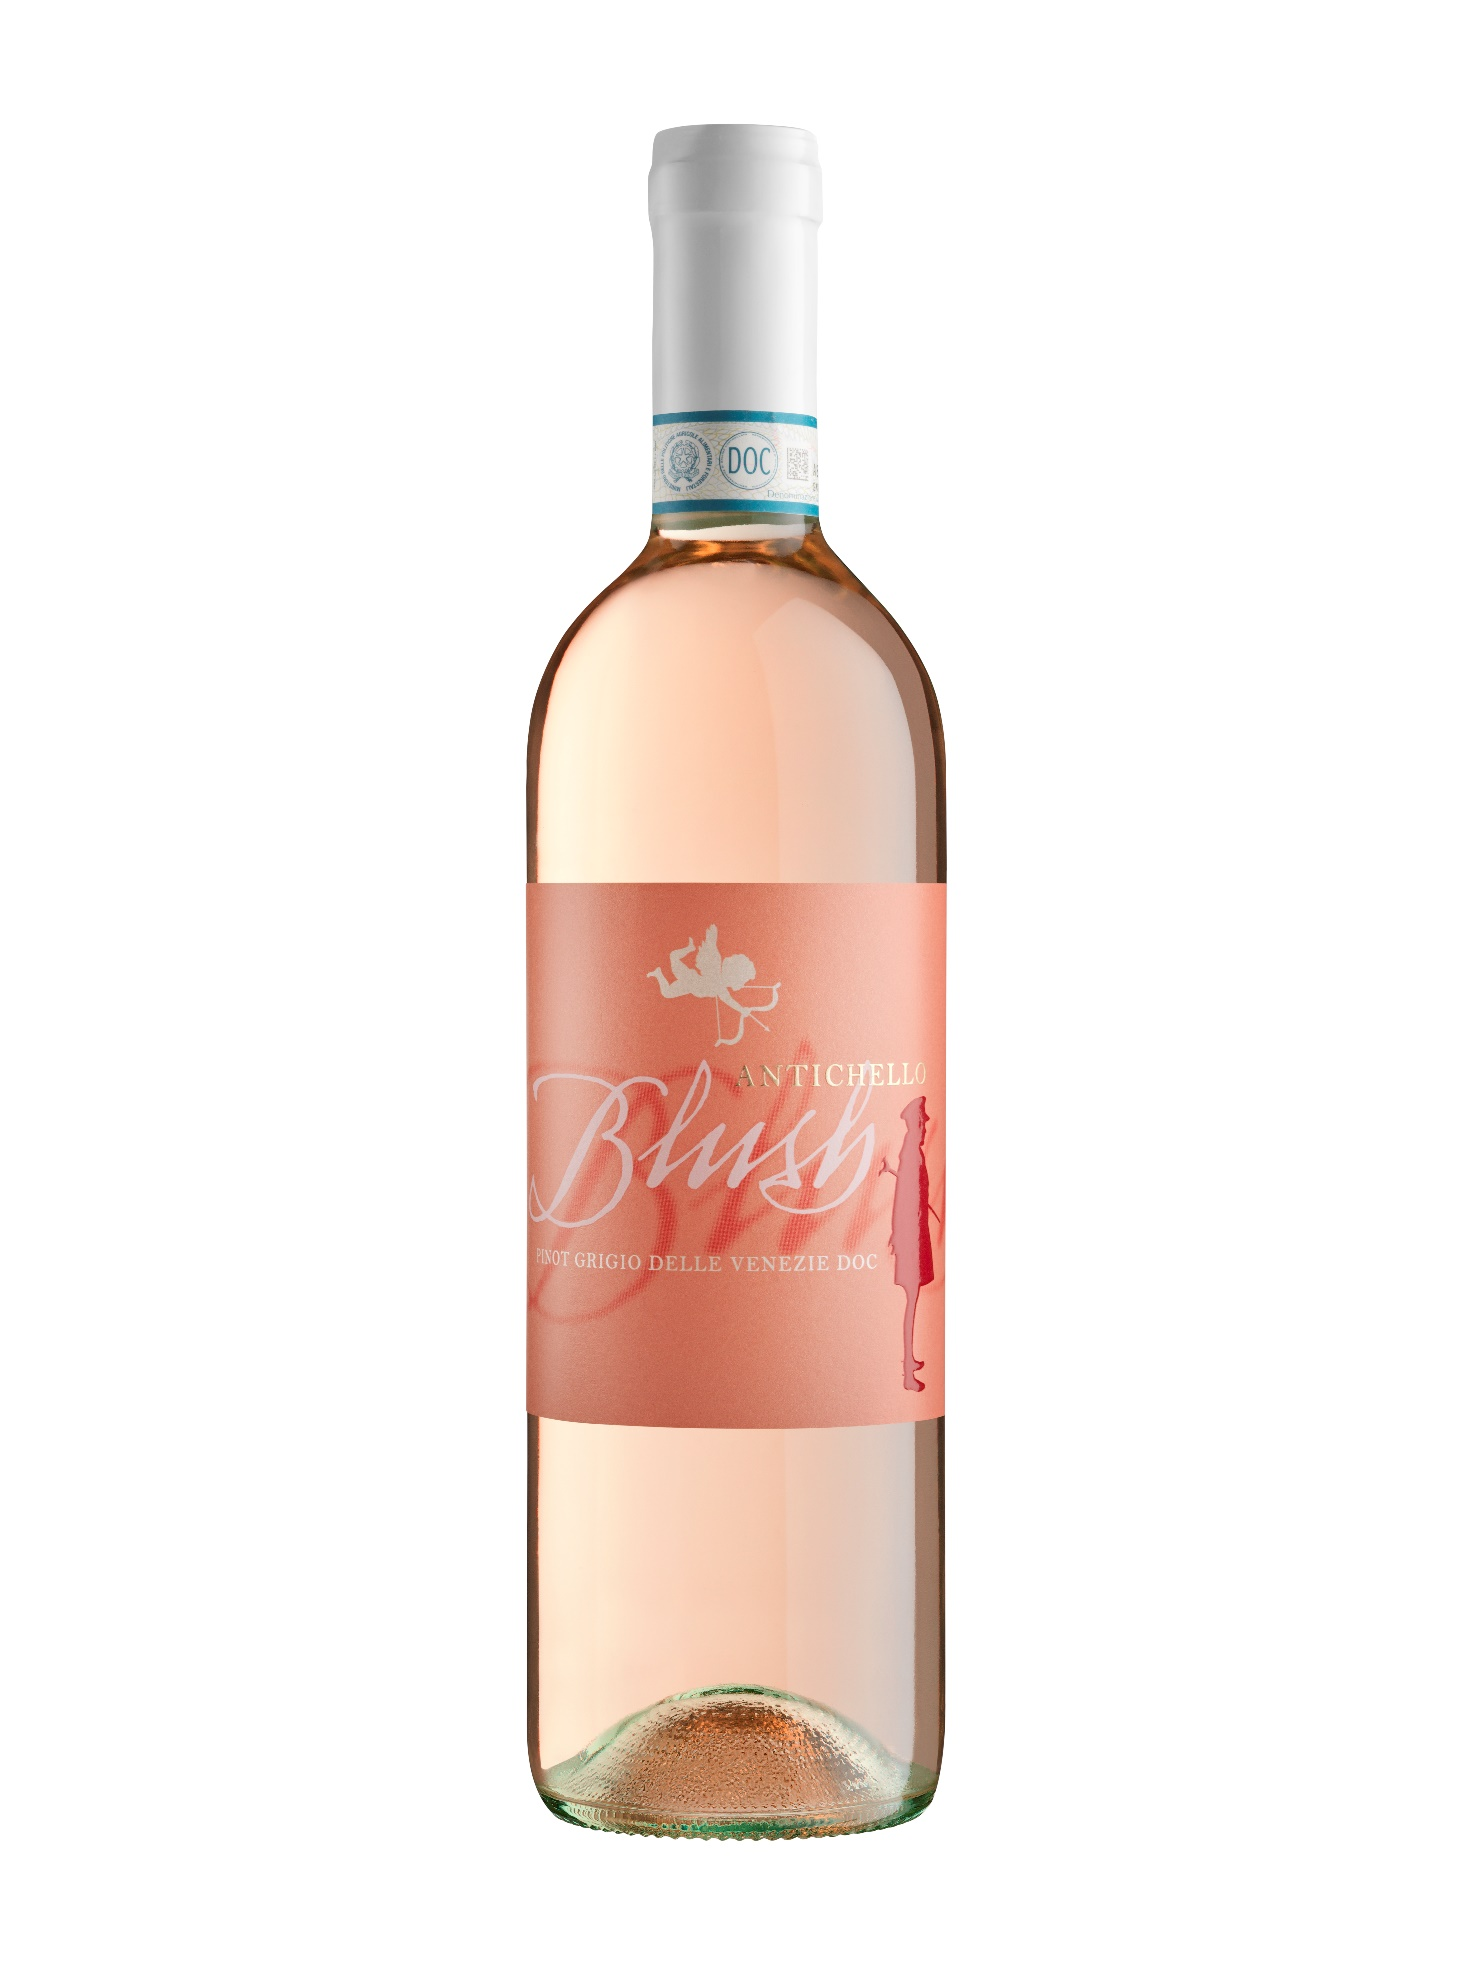 DOC
ANTICHELLO
Blush
PINOT GRIGIO DELLE VENEZIE DOC